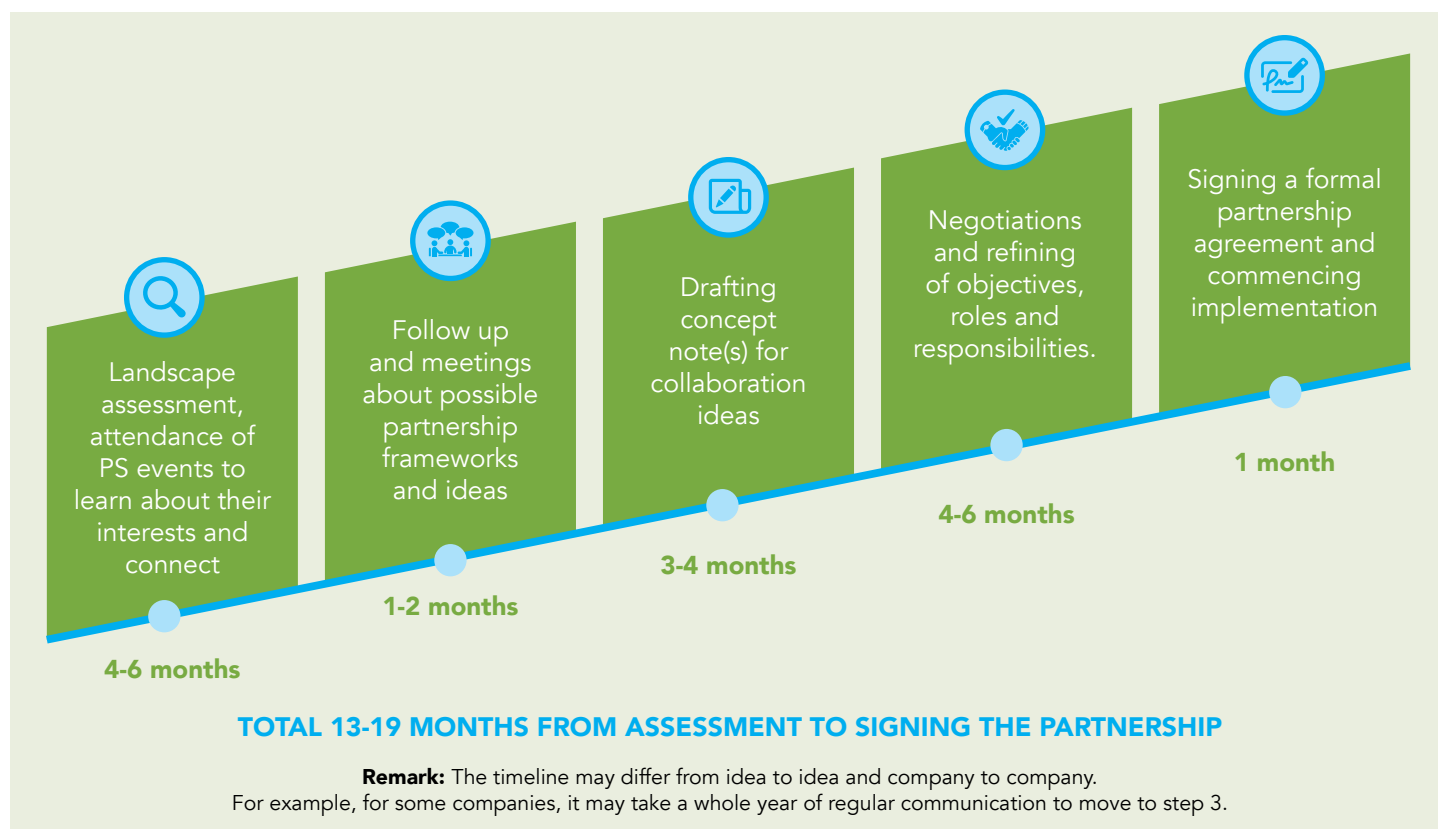 Landscape
assessment,
attendance of
PS events to
learn about their
interests and
connect
4-6 months
Follow up
and meetings
about possible
partnership
frameworks
and ideas
1-2 months
Drafting
concept
note(s) for
collaboration
ideas
3-4 months
Negotiations
and refining
of objectives,
roles and
responsibilities.
4-6 months
Signing a formal
partnership
agreement and
commencing
implementation
1 month
TOTAL 13-19 MONTHS FROM ASSESSMENT TO SIGNING THE PARTNERSHIP
Remark: The timeline may differ from idea to idea and company to company.
For example, for some companies, it may take a whole year of regular communication to move to step 3.